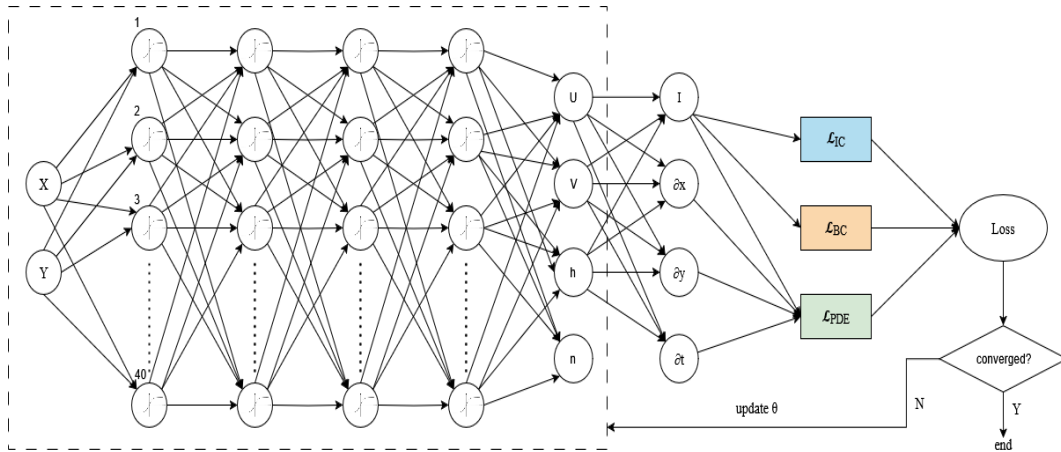 1
2
3
40
X
Y
U
V
h
n
I
∂x
∂y
∂t
ℒIC
ℒBC
ℒPDE
Loss
converged?
N
Y
update θ
end